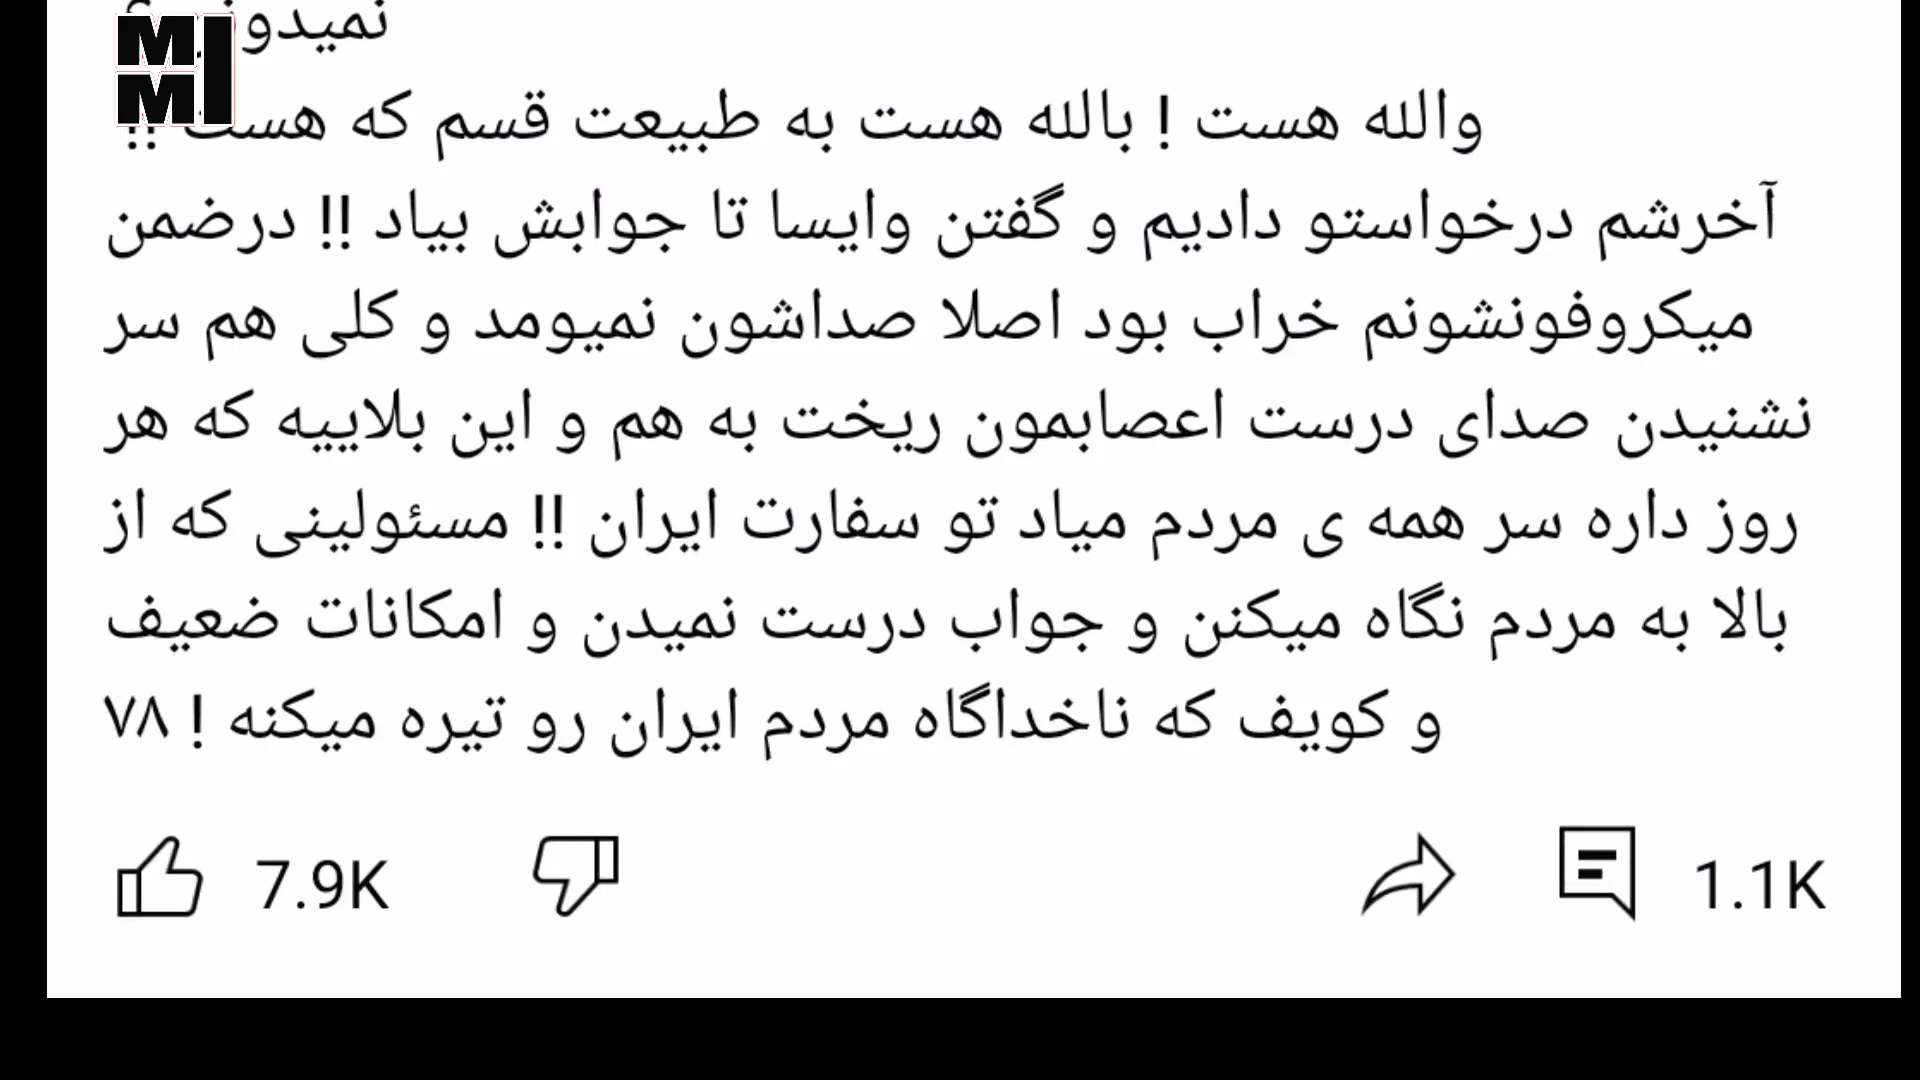 والله هست ! بالله هست به طبیعت قسم که هست !!
آخرشم درخواستو دادیم و گفتن وایسا تا جوابش بیاد !! درضمن
میکروفونشونم خراب بود اصلا صداشون نمیومد و کلی هم سر
نشنیدن صدای درست اعصابمون ریخت به هم و این بلاییه که هر
روز داره سر همه ی مردم میاد تو سفارت ایران !! مسئولینی که از
بالا به مردم نگاه میکنن و جواب درست نمیدن و امکانات ضعیف
و کویف که ناخداگاه مردم ایران رو تیره میکنه ! ۷۸
7.9K
1.1K
MMI